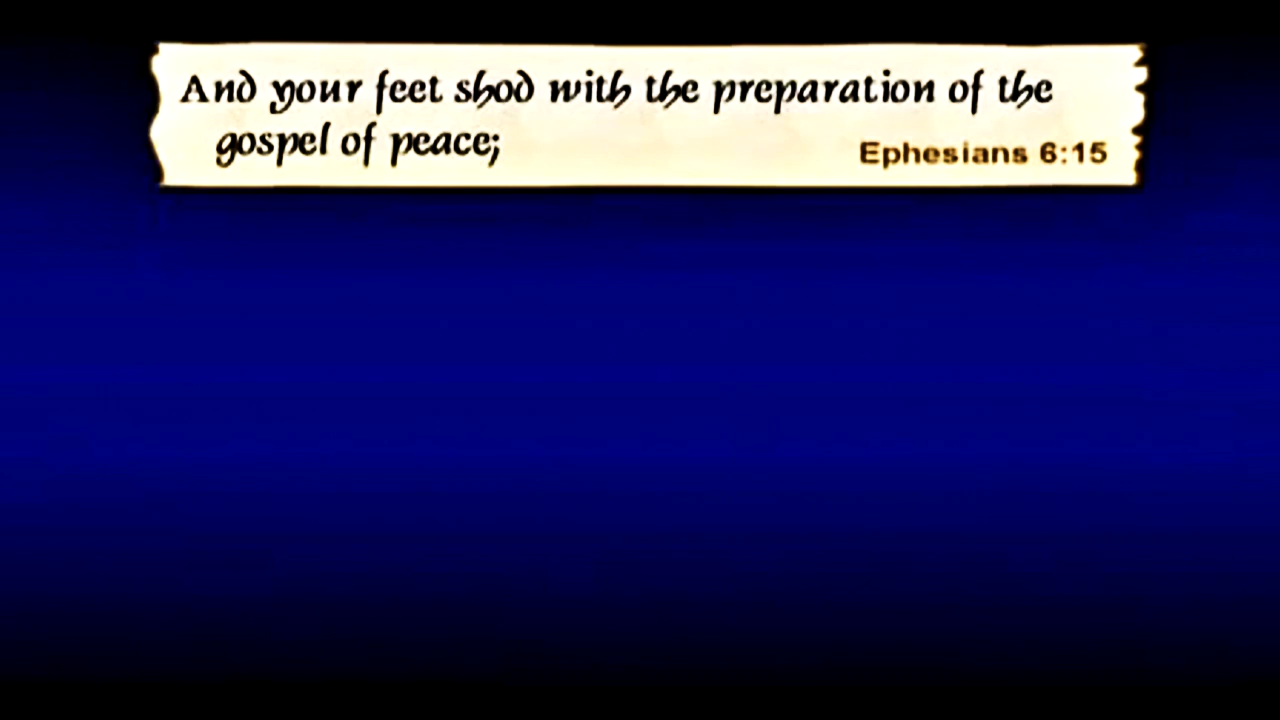 And your feet shod with the preparation of the
gospel of peace;
Ephesians 6:15